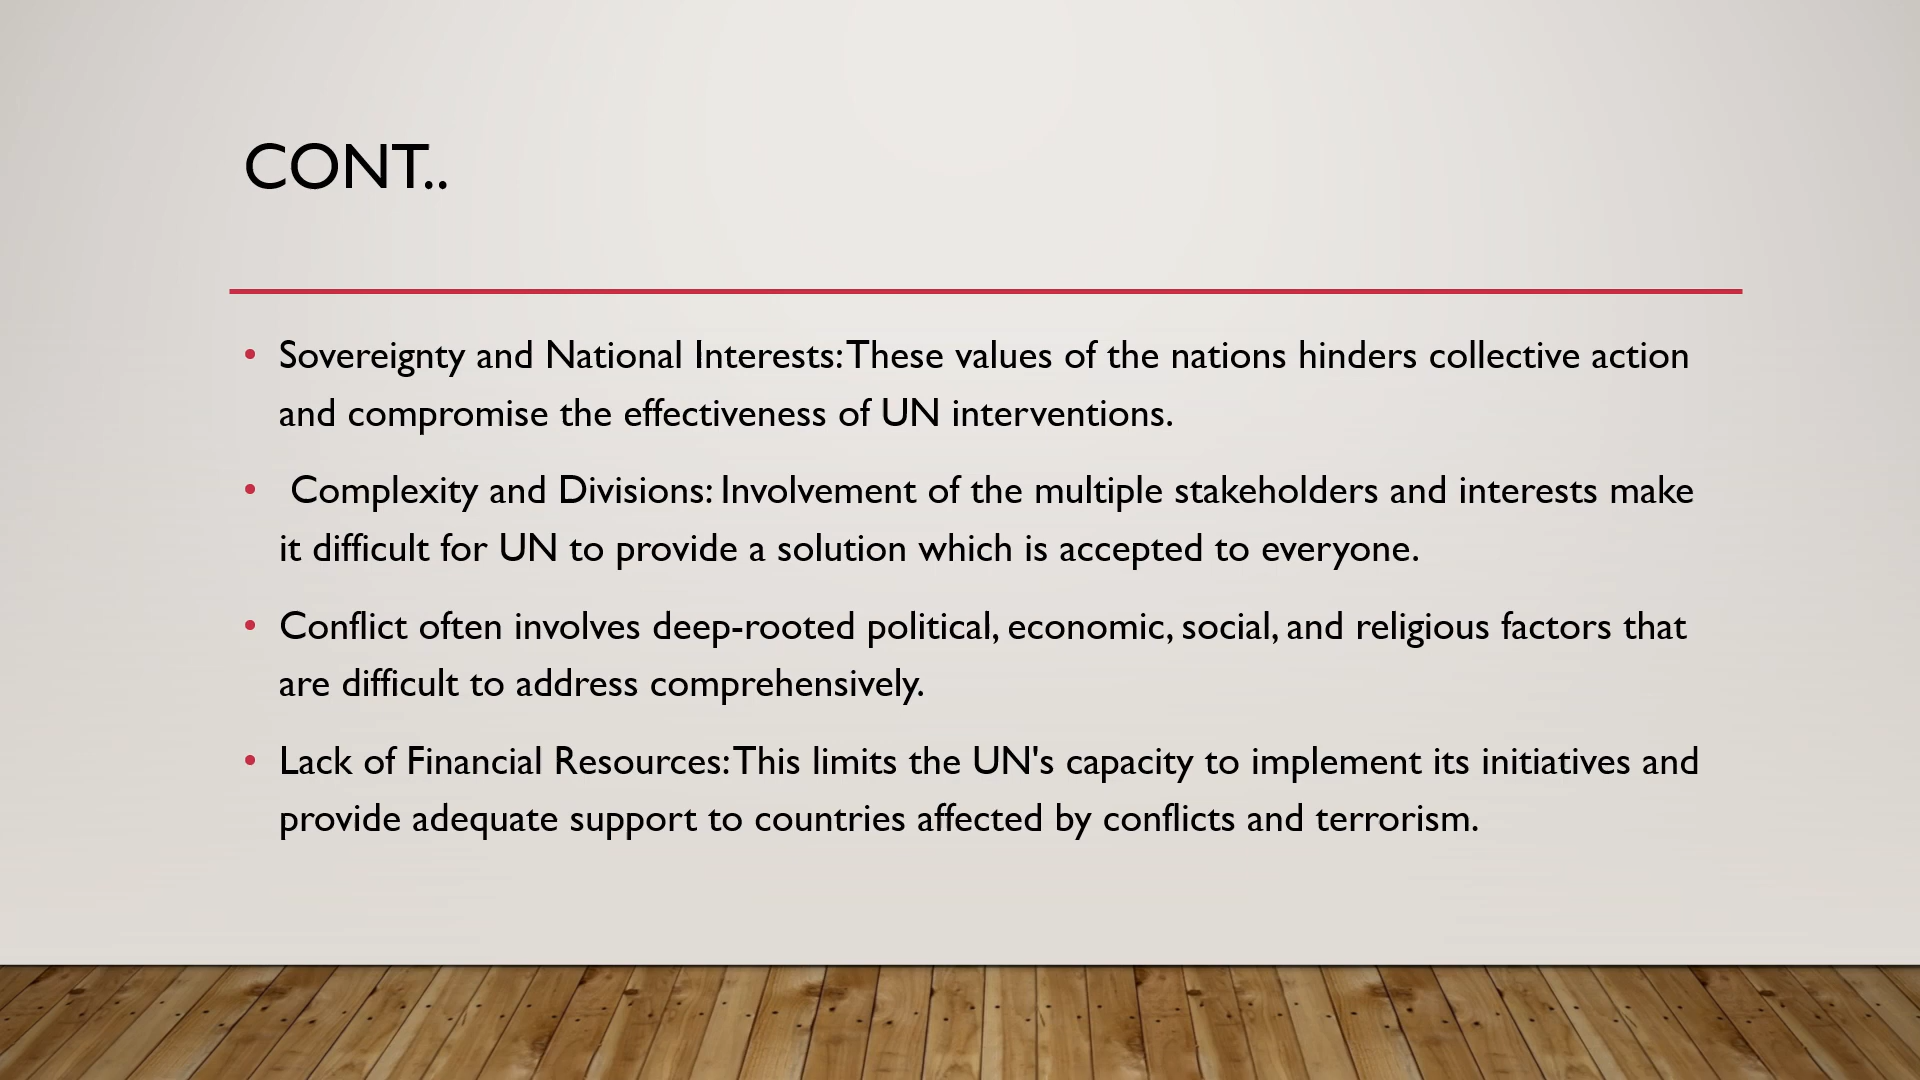 CONT..
• Sovereignty and National Interests: These values of the nations hinders collective action
and compromise the effectiveness of UN interventions.
• Complexity and Divisions: Involvement of the multiple stakeholders and interests make
it difficult for UN to provide a solution which is accepted to everyone.
• Conflict often involves deep-rooted political, economic, social, and religious factors that
are difficult to address comprehensively.
• Lack of Financial Resources: This limits the UN's capacity to implement its initiatives and
provide adequate support to countries affected by conflicts and terrorism.